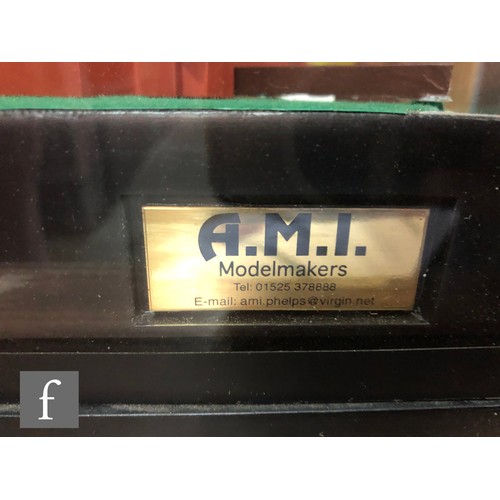 A.M.I.
Modelmakers
Tel: 01525 378888
E-mail: ami.phelps@virgin.net
f